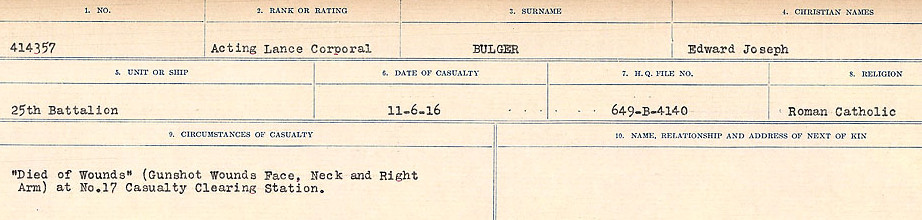 1. NO. 2. RANK OR RATING 3. SURNAME 4. CHRISTIAN NAMES
414357 Acting Lance Corporal BULGER Edward Joseph
5. UNIT OR SHIP 6. DATE OF CASUALTY 7. H.Q. FILE NO. 8. RELIGION
25th Battalion 11-6-16 649-B-4140 Roman Catholic
9. CIRCUMSTANCES OF CASUALTY 10. NAME, RELATIONSHIP AND ADDRESS OF NEXT OF KIN
"Died of Wounds" (Gunshot Wounds Face, Neck and Right
Arm) at No.17 Casualty Clearing Station.